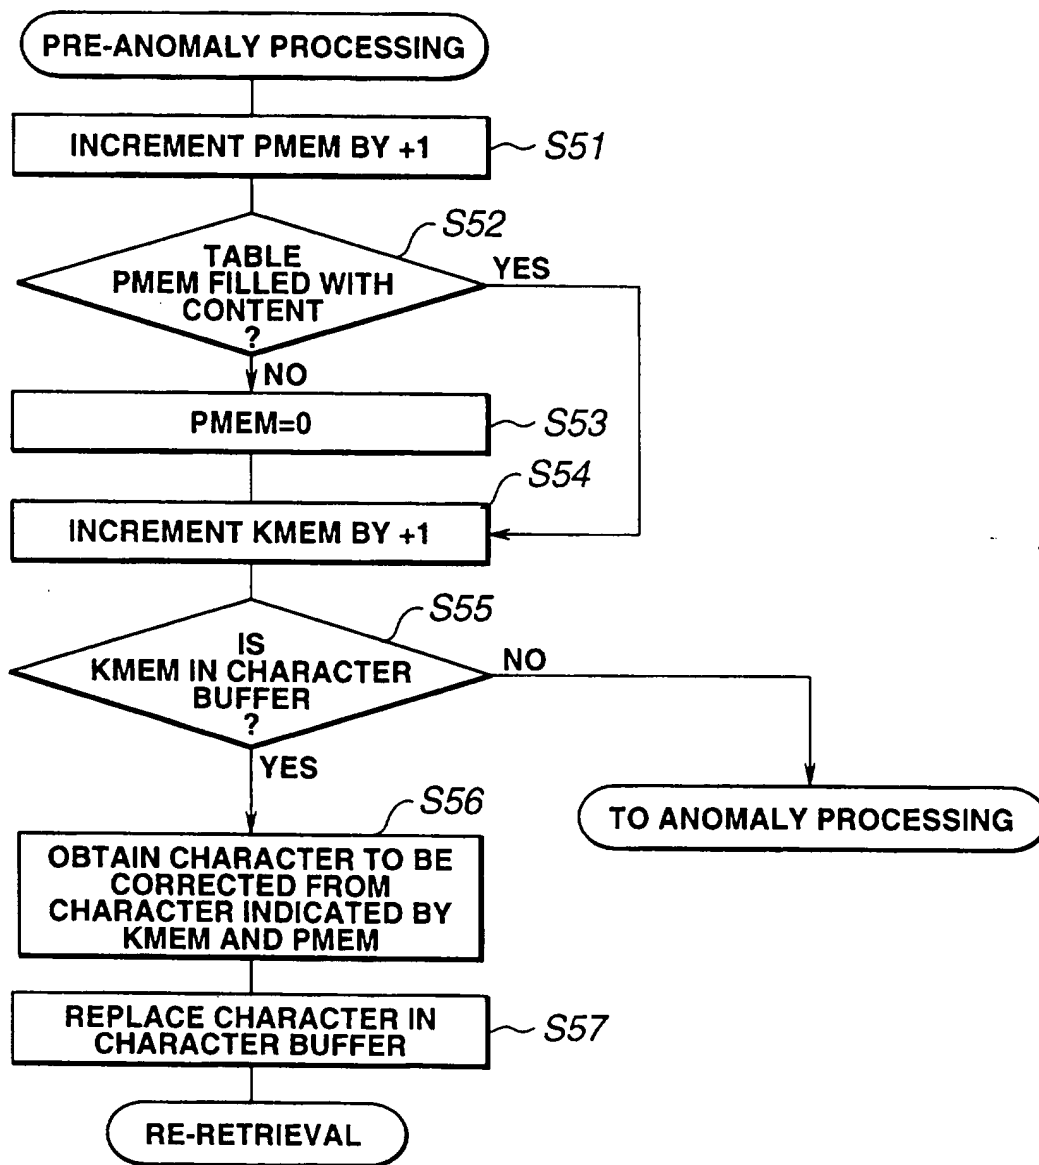 PRE-ANOMALY PROCESSING
INCREMENT PMEM BY +1
S51
S52
TABLE
PMEM FILLED WITH
CONTENT
?
YES
NO
PMEM=0
S53
S54
INCREMENT KMEM BY +1
S55
IS
KMEM IN CHARACTER
BUFFER
?
NO
YES
TO ANOMALY PROCESSING
S56
OBTAIN CHARACTER TO BE
CORRECTED FROM
CHARACTER INDICATED BY
KMEM AND PMEM
REPLACE CHARACTER IN
CHARACTER BUFFER
S57
RE-RETRIEVAL